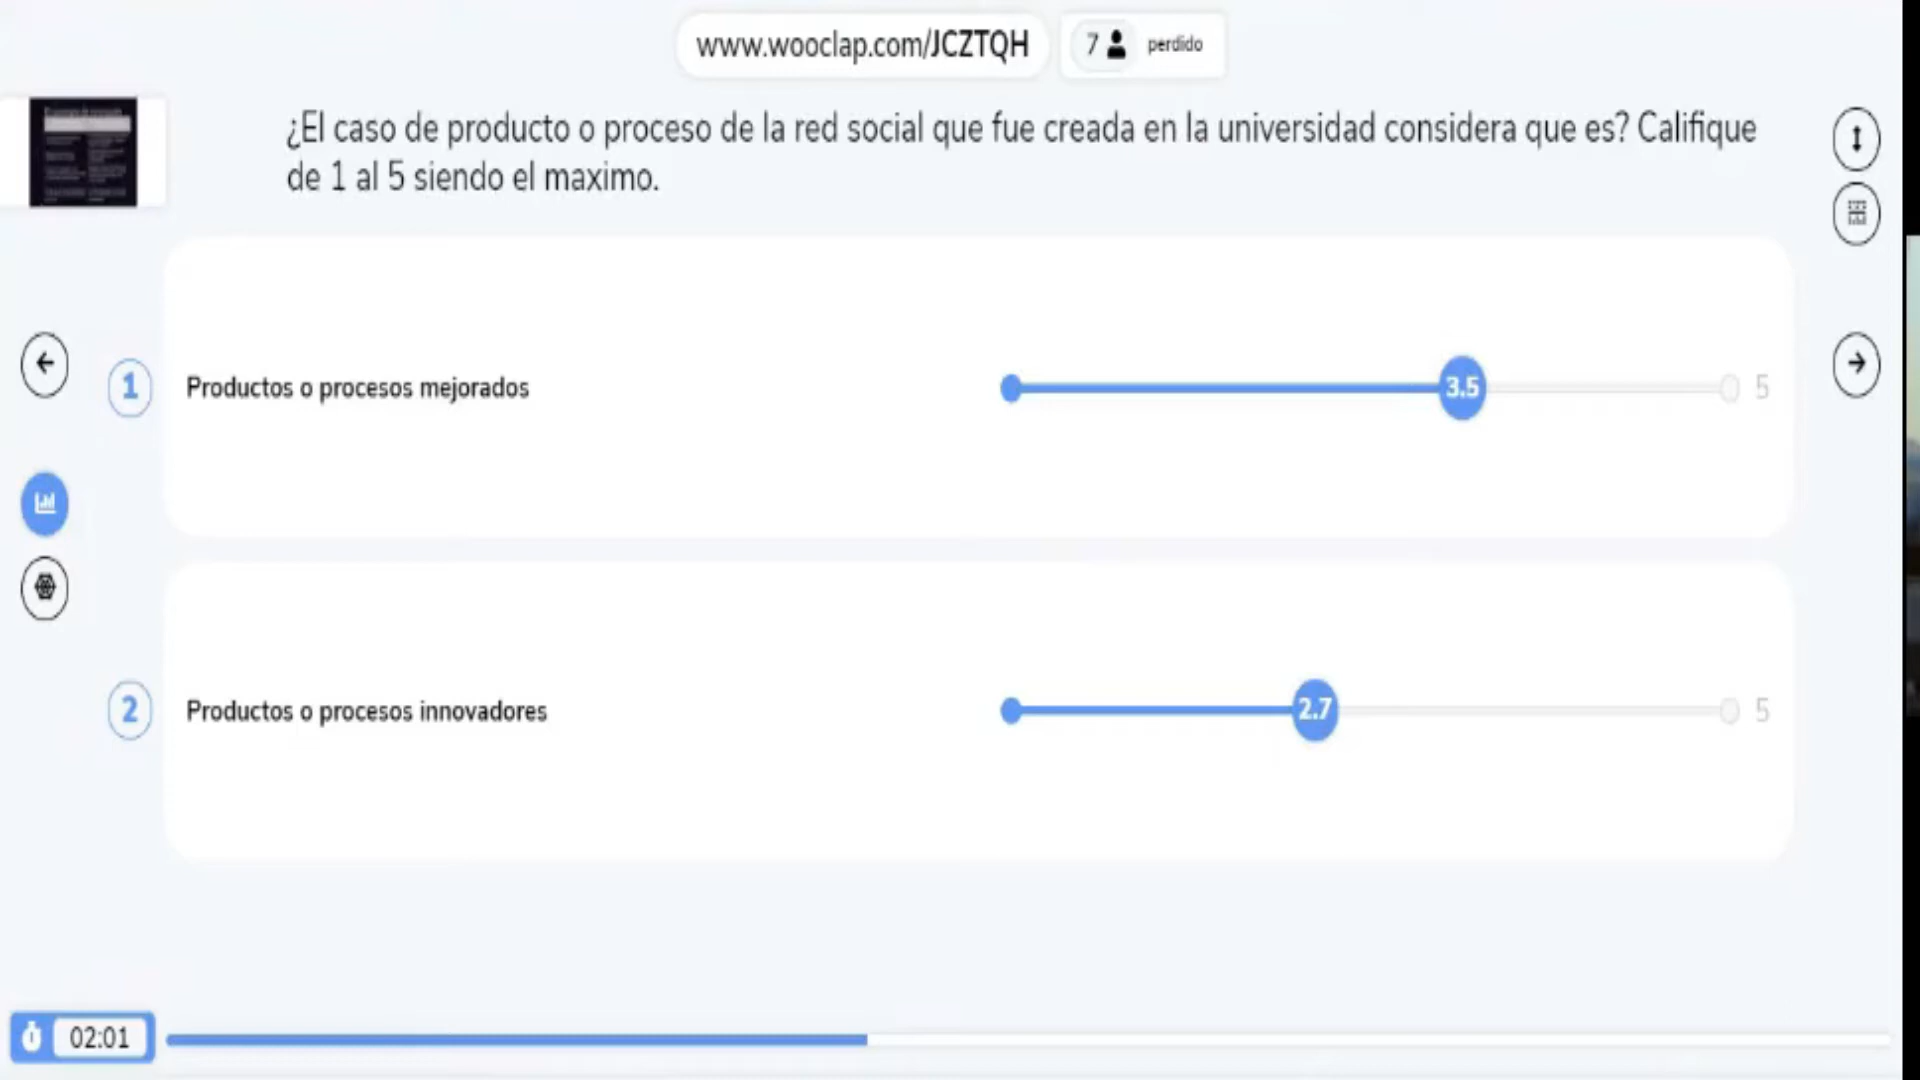 www.wooclap.com/JCZTQH
7 perdido
¿El caso de producto o proceso de la red social que fue creada en la universidad considera que es? Califique
de 1 al 5 siendo el maximo.
1 Productos o procesos mejorados 3.5 5
2 Productos o procesos innovadores 2.7 5
02:01